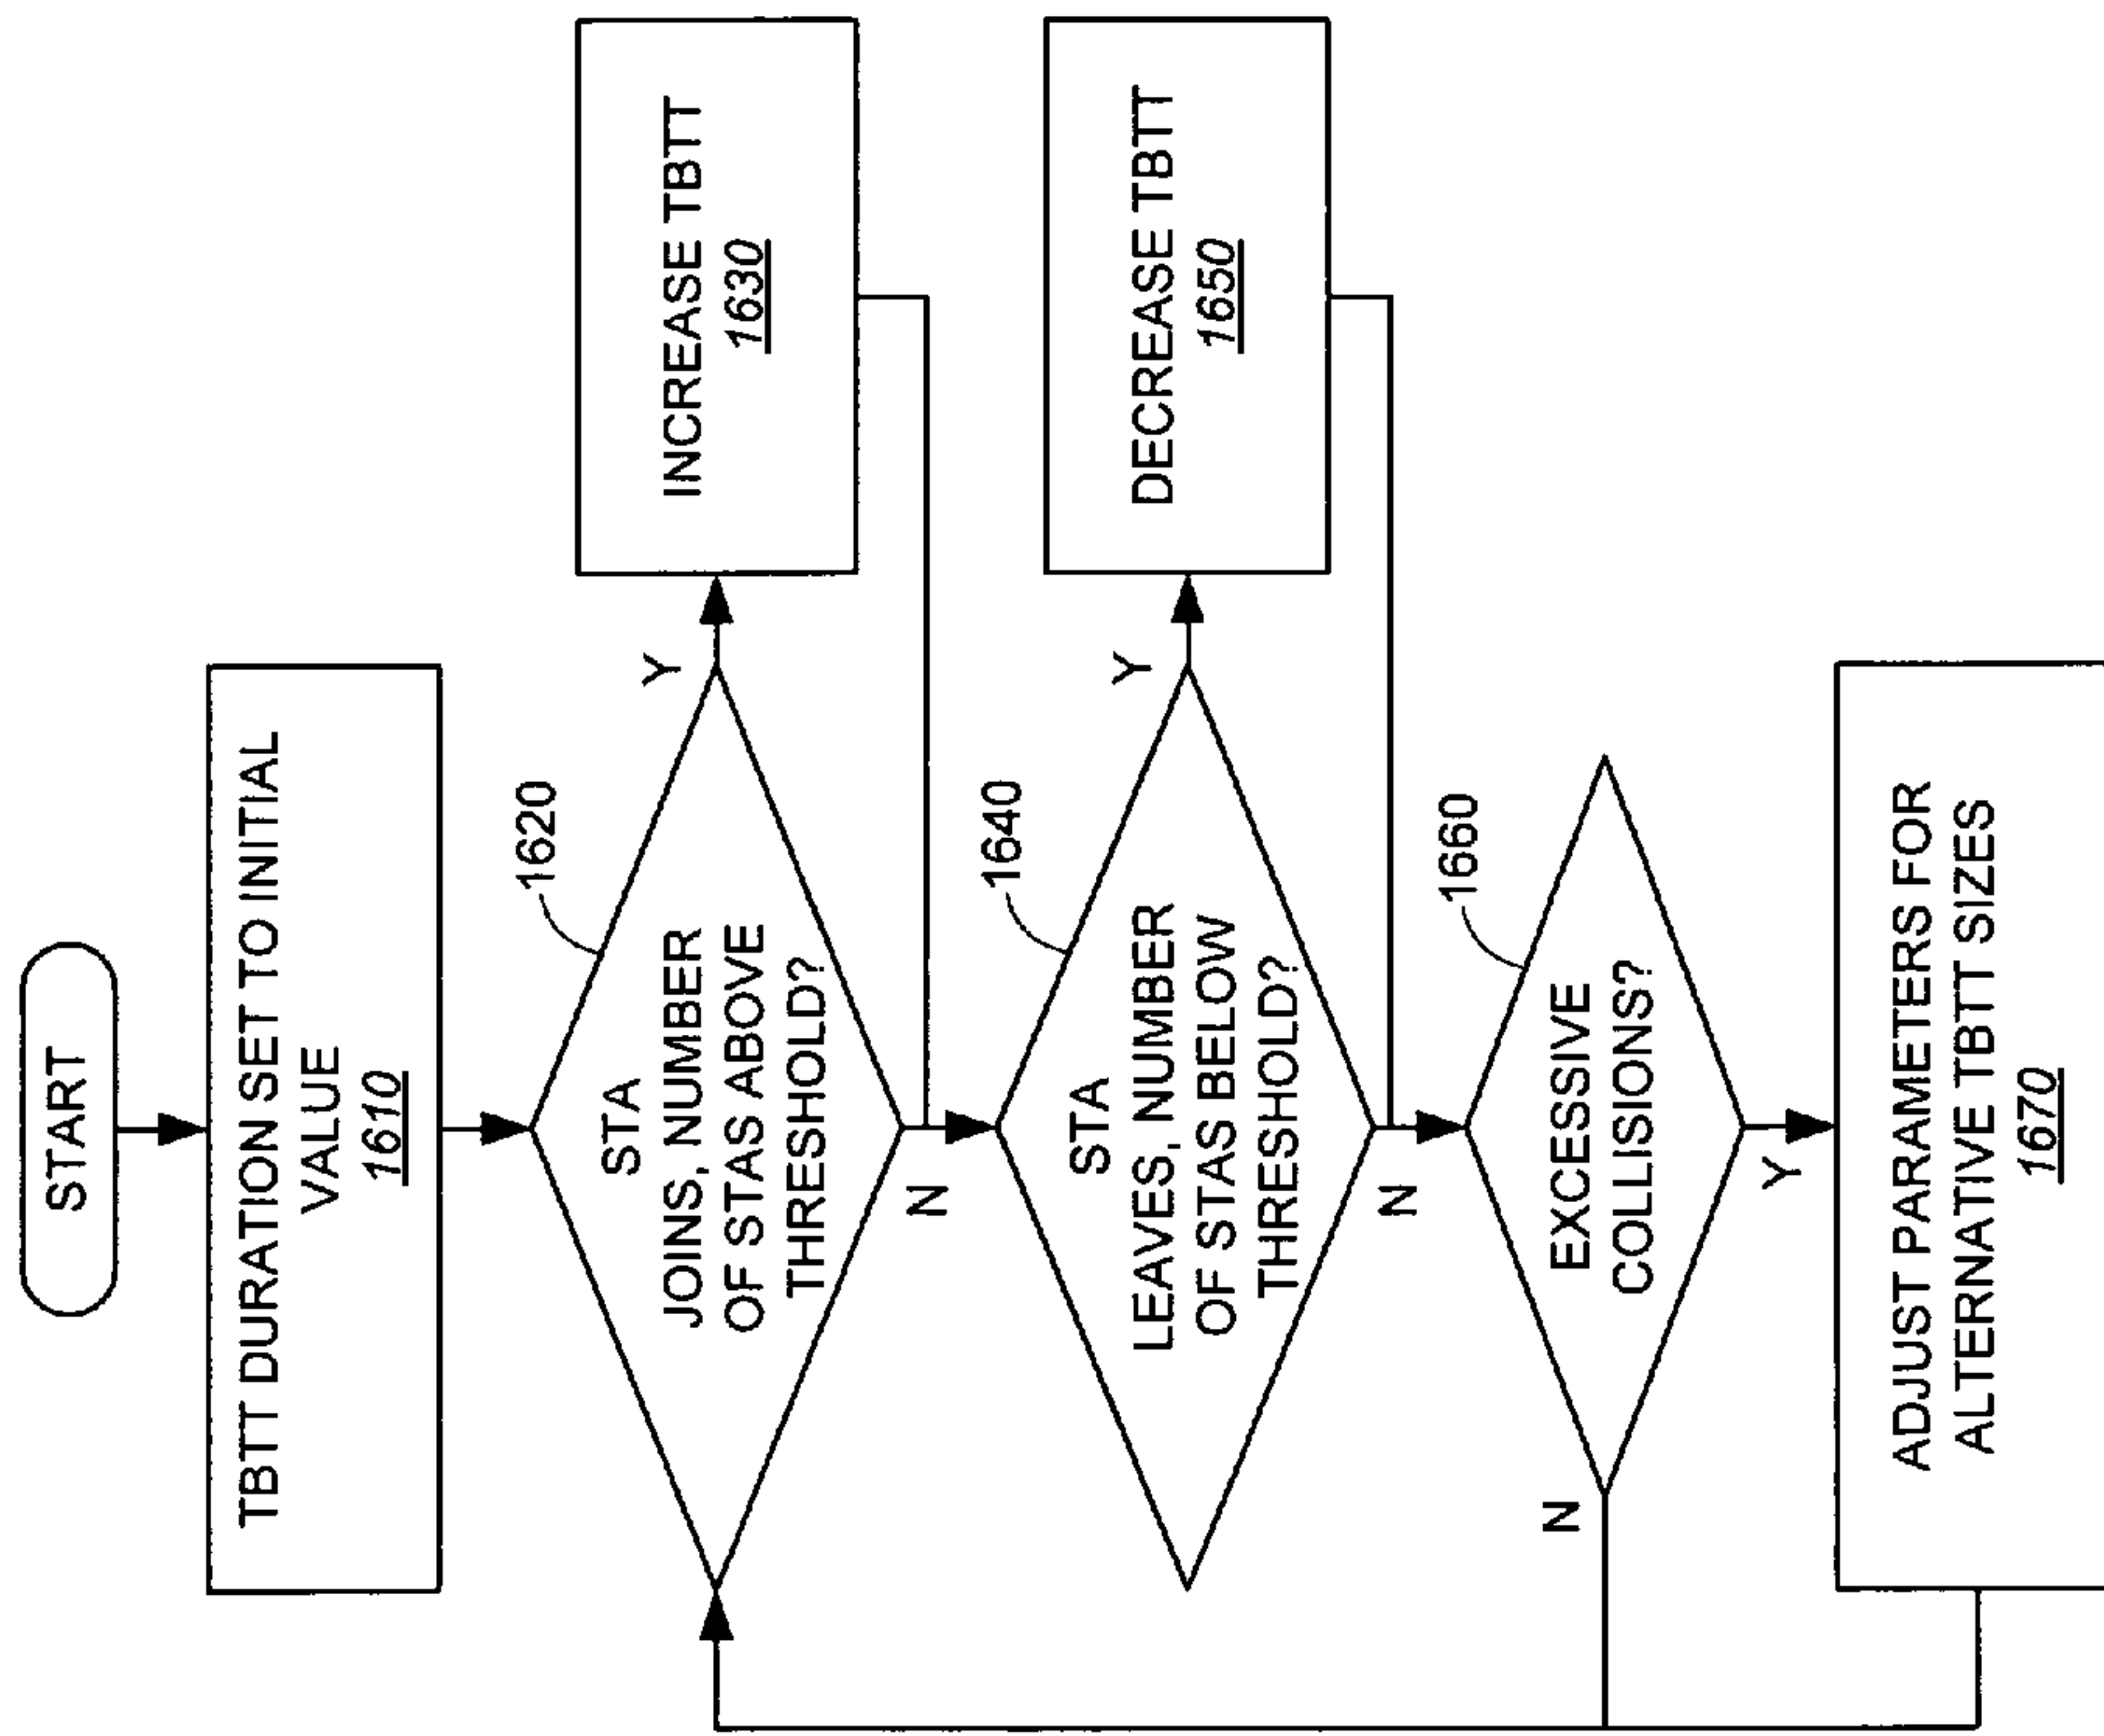 START
TBTT DURATION SET TO INITIAL
VALUE
1610
1620
STA
JOINS, NUMBER
OF STAS ABOVE
THRESHOLD?
Y
INCREASE TBTT
1630
N
1640
STA
LEAVES, NUMBER
OF STAS BELOW
THRESHOLD?
Y
DECREASE TBTT
1650
N
1660
EXCESSIVE
COLLISIONS?
N
Y
ADJUST PARAMETERS FOR
ALTERNATIVE TBTT SIZES
1670